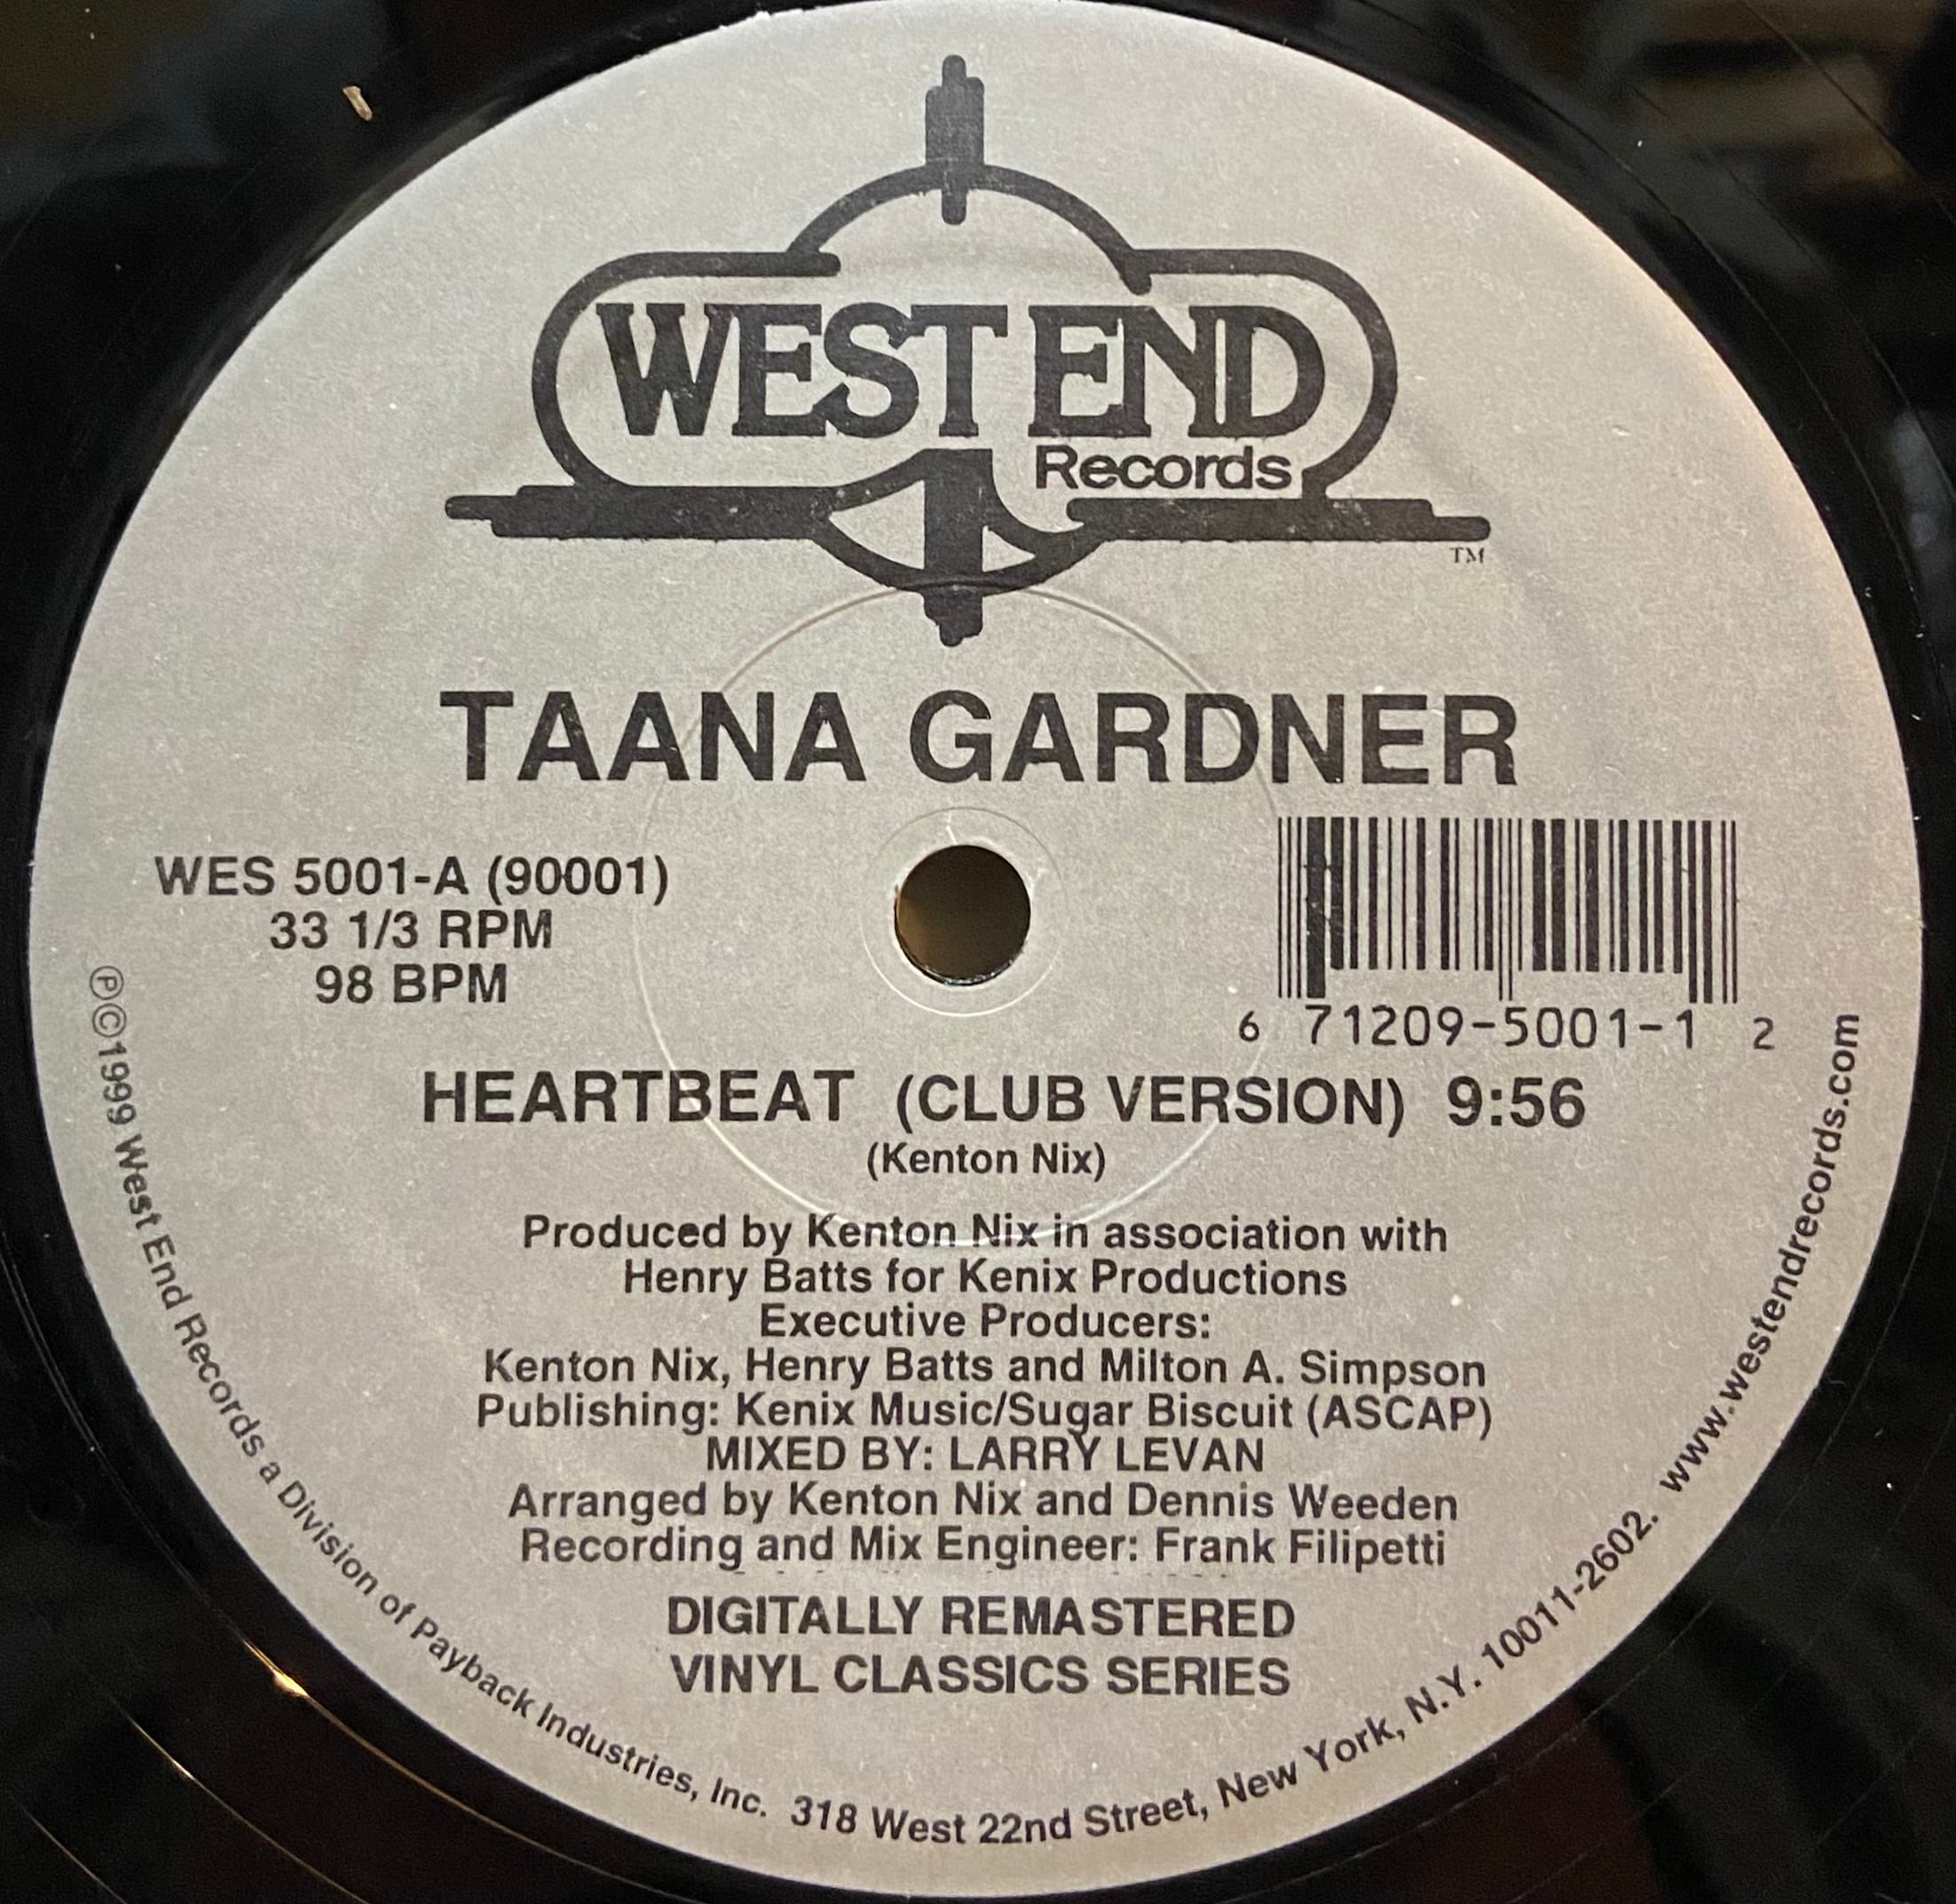 WEST END
Records
TM
TAANA GARDNER
WES 5001-A (90001)
33 1/3 RPM
98 BPM
6 71209-5001-1 2
HEARTBEAT (CLUB VERSION) 9:56
(Kenton Nix)
Produced by Kenton Nix in association with
Henry Batts for Kenix Productions
Executive Producers:
Kenton Nix, Henry Batts and Milton A. Simpson
Publishing: Kenix Music/Sugar Biscuit (ASCAP)
MIXED BY: LARRY LEVAN
Arranged by Kenton Nix and Dennis Weeden
Recording and Mix Engineer: Frank Filipetti
DIGITALLY REMASTERED
VINYL CLASSICS SERIES
ⓅⒸ1999 West End Records a Division of Payback Industries, Inc. 318 West 22nd Street, New York, N.Y. 10011-2602. www.westendrecords.com